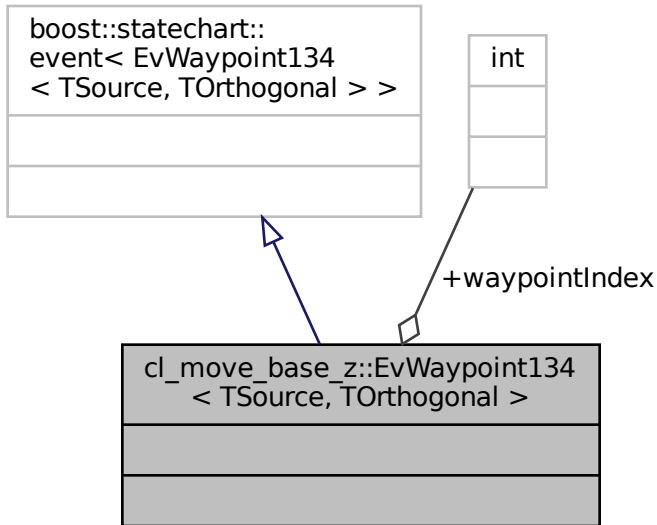 boost::statechart::
event< EvWaypoint134
< TSource, TOrthogonal > >
int
+waypointIndex
cl_move_base_z::EvWaypoint134
< TSource, TOrthogonal >